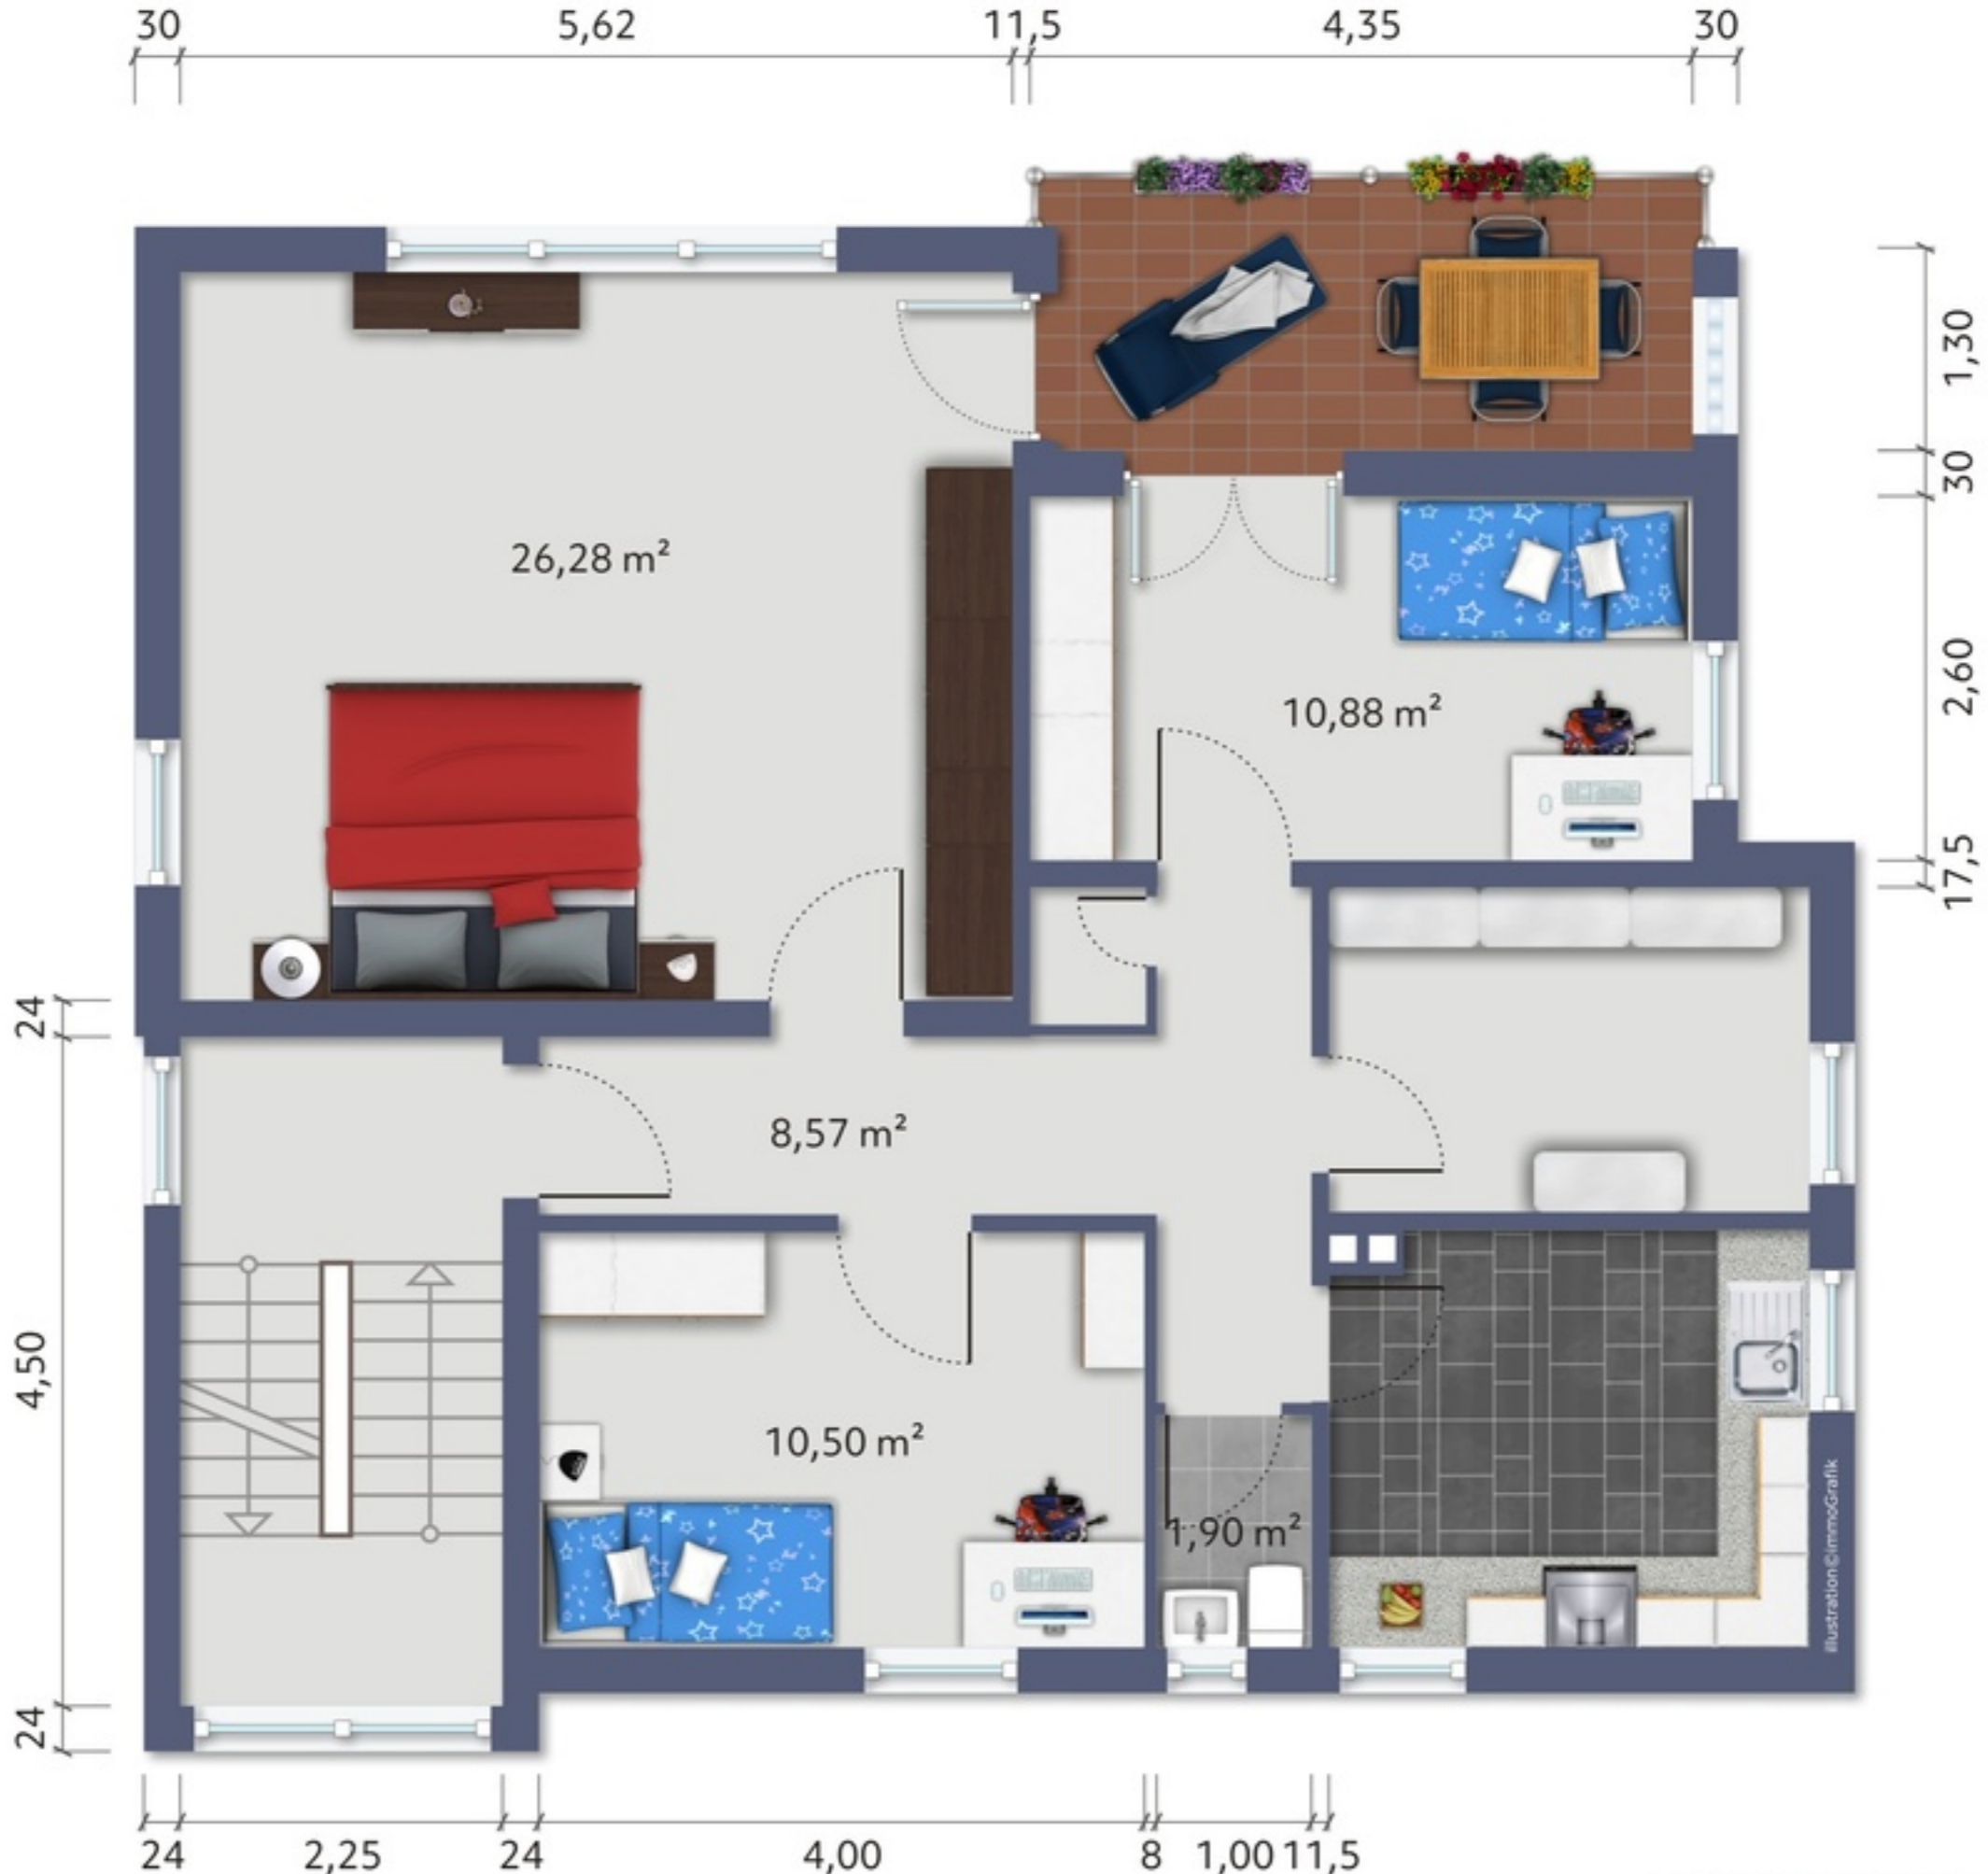 30 5,62 11,5 4,35 30
1,30
30
26,28 m²
2,60
10,88 m²
17,5
24
8,57 m²
4,50
10,50 m²
1,90 m²
illustration©immoGrafik
24
24 2,25 24 4,00 8 1,00 11,5